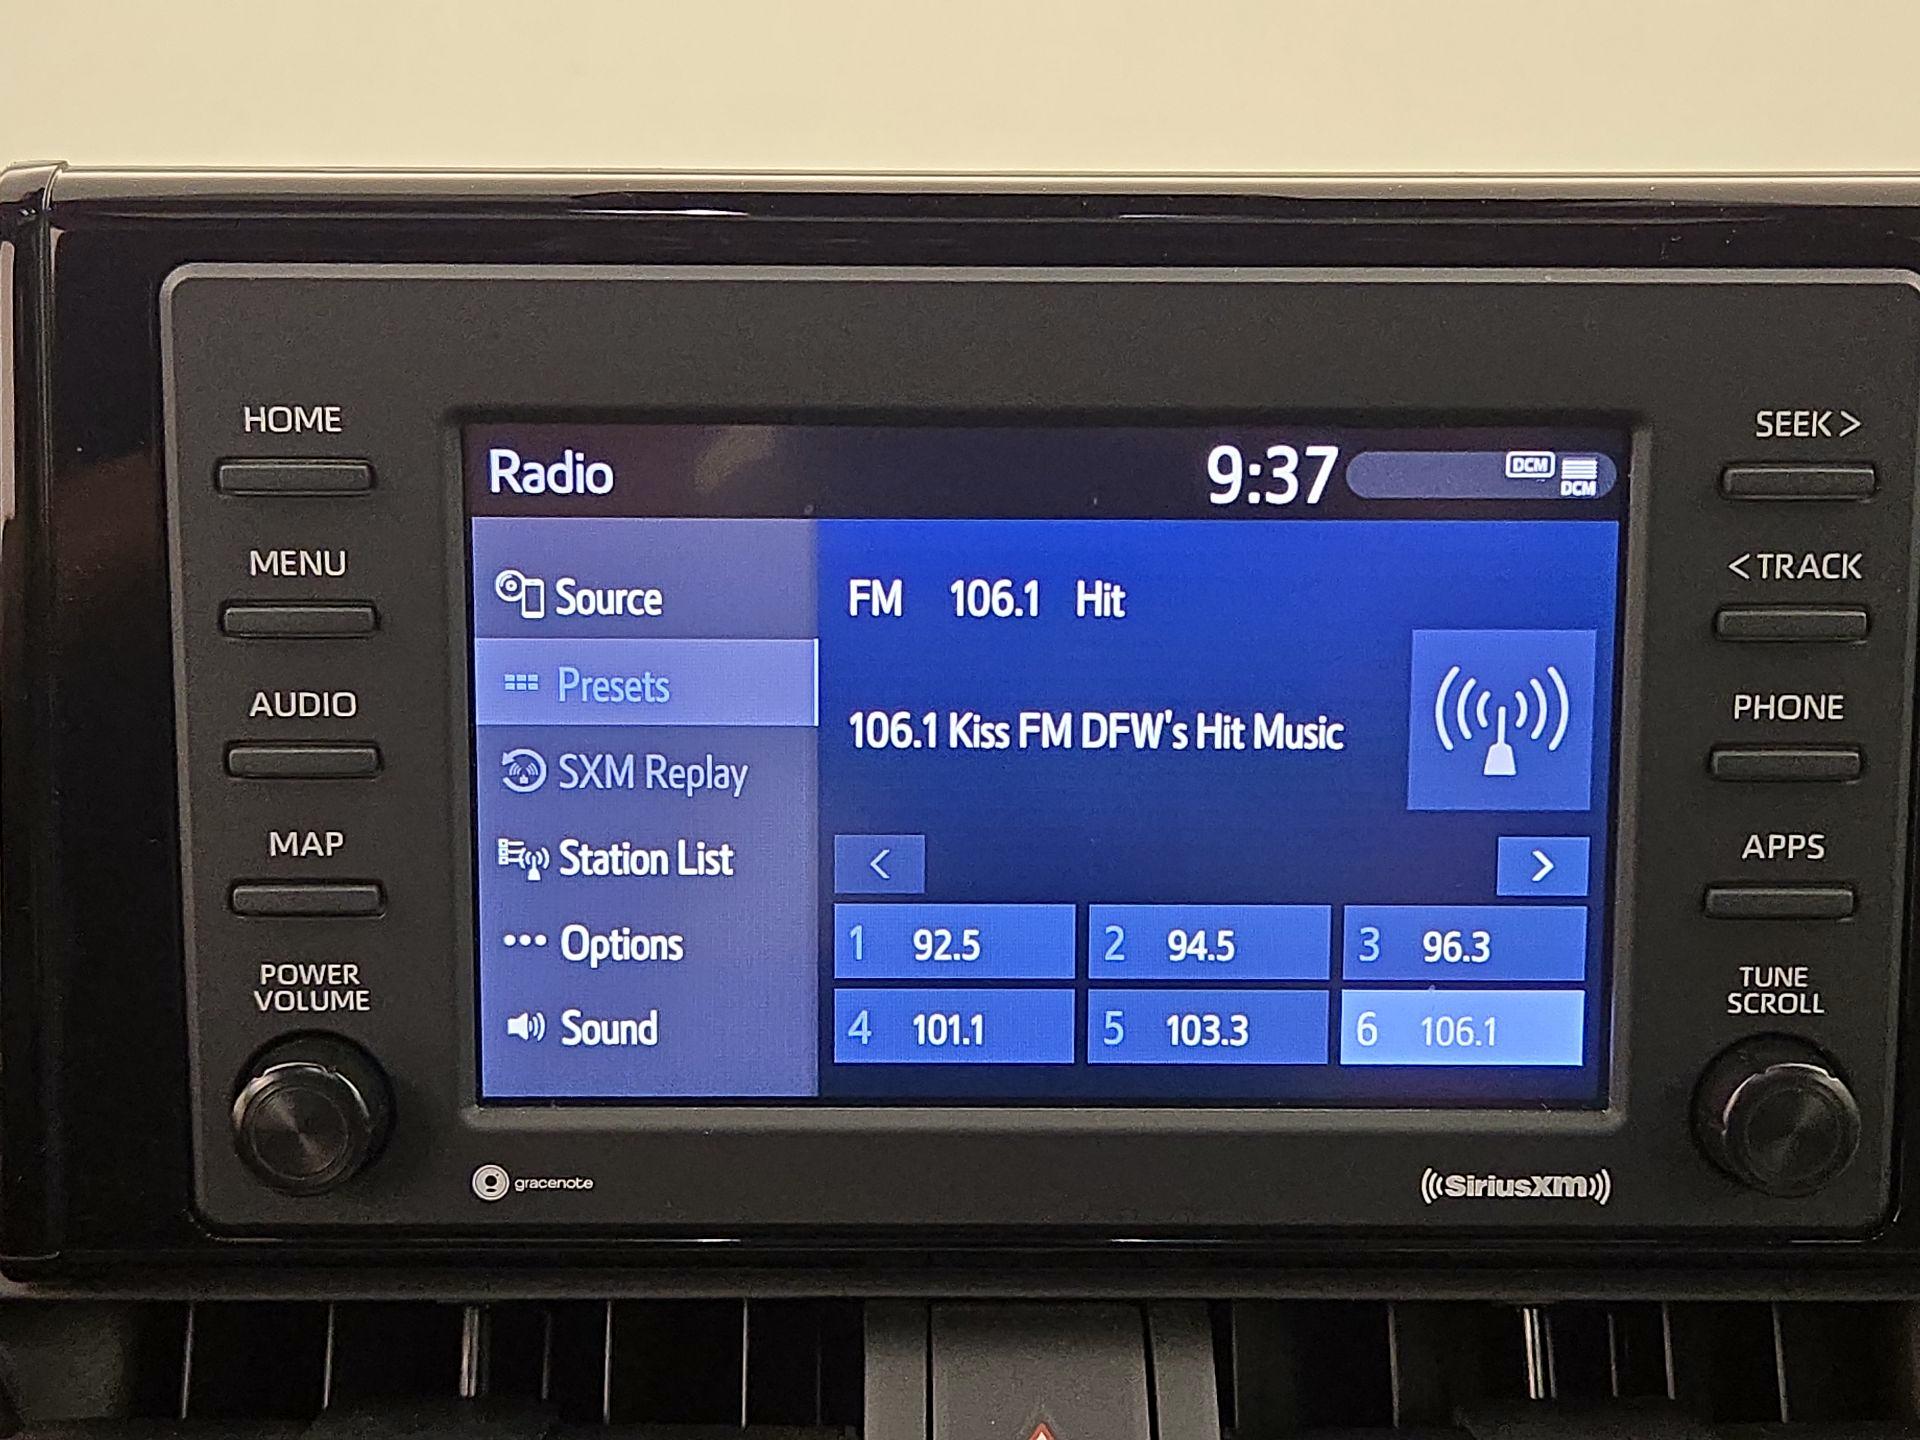 HOME
MENU
AUDIO
MAP
POWER
VOLUME
Radio
9:37
DCM
DCM
Source
Presets
SXM Replay
Station List
Options
Sound
FM 106.1 Hit
106.1 Kiss FM DFW's Hit Music
< >
1 92.5 2 94.5 3 96.3
4 101.1 5 103.3 6 106.1
SEEK >
< TRACK
PHONE
APPS
TUNE
SCROLL
gracenote
SiriusXM